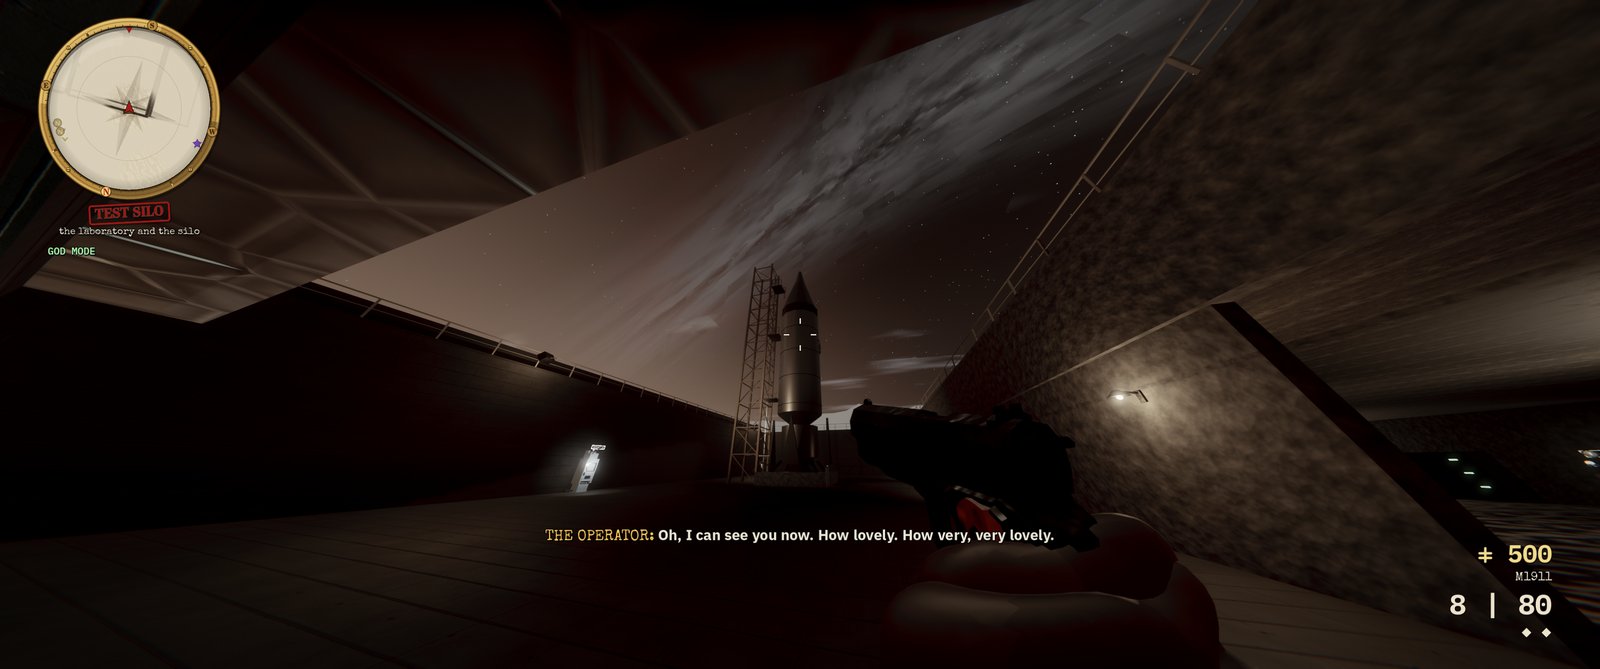 S
E
W
N
TEST SILO
the laboratory and the silo
GOD MODE
THE OPERATOR: Oh, I can see you now. How lovely. How very, very lovely.
ǂ 500
M1911
8 | 80